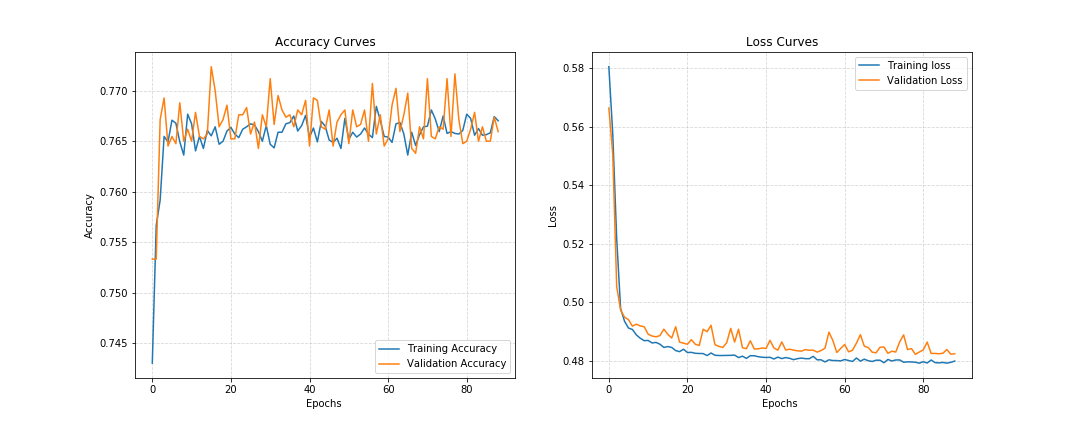 Accuracy Curves
0.770
0.765
0.760
0.755
0.750
0.745
Accuracy
0
20
40
60
80
Epochs
Training Accuracy
Validation Accuracy
Loss Curves
0.58
0.56
0.54
0.52
0.50
0.48
Loss
0
20
40
60
80
Epochs
Training loss
Validation Loss